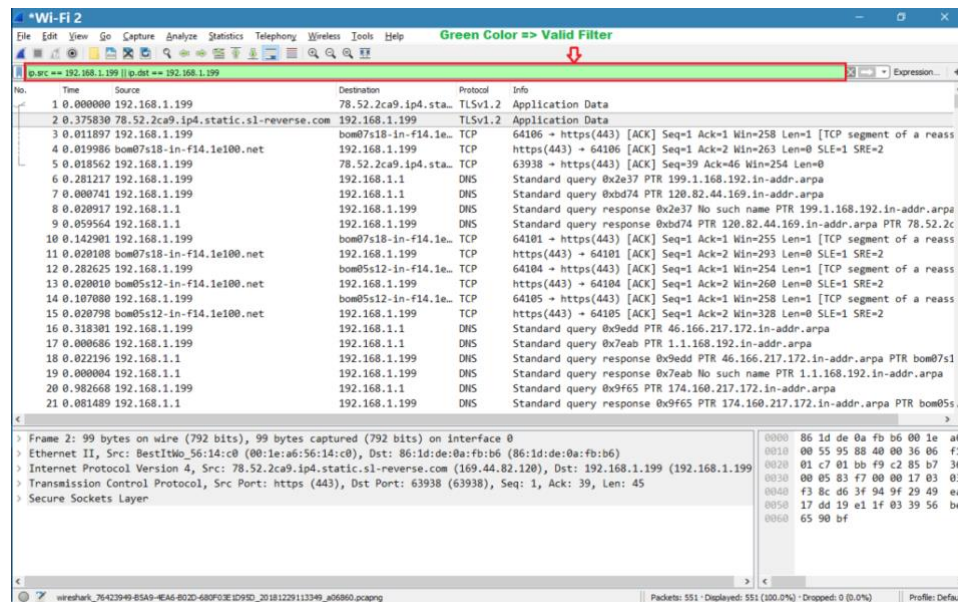 *Wi-Fi 2
File Edit View Go Capture Analyze Statistics Telephony Wireless Tools Help Green Color => Valid Filter
ip.src == 192.168.1.199 || ip.dst == 192.168.1.199 Expression...
No. Time Source Destination Protocol Info
1 0.000000 192.168.1.199 78.52.2ca9.ip4.sta… TLSv1.2 Application Data
2 0.375830 78.52.2ca9.ip4.static.sl-reverse.com 192.168.1.199 TLSv1.2 Application Data
3 0.011897 192.168.1.199 bom07s18-in-f14.1e… TCP 64106 → https(443) [ACK] Seq=1 Ack=1 Win=258 Len=1 [TCP segment of a reass
4 0.019986 bom07s18-in-f14.1e100.net 192.168.1.199 TCP https(443) → 64106 [ACK] Seq=1 Ack=2 Win=263 Len=0 SLE=1 SRE=2
5 0.018562 192.168.1.199 78.52.2ca9.ip4.sta… TCP 63938 → https(443) [ACK] Seq=39 Ack=46 Win=254 Len=0
6 0.281217 192.168.1.199 192.168.1.1 DNS Standard query 0x2e37 PTR 199.1.168.192.in-addr.arpa
7 0.000741 192.168.1.199 192.168.1.1 DNS Standard query 0xbd74 PTR 120.82.44.169.in-addr.arpa
8 0.020917 192.168.1.1 192.168.1.199 DNS Standard query response 0x2e37 No such name PTR 199.1.168.192.in-addr.arpa
9 0.059564 192.168.1.1 192.168.1.199 DNS Standard query response 0xbd74 PTR 120.82.44.169.in-addr.arpa PTR 78.52.2c
10 0.142901 192.168.1.199 bom07s18-in-f14.1e… TCP 64101 → https(443) [ACK] Seq=1 Ack=1 Win=255 Len=1 [TCP segment of a reass
11 0.020108 bom07s18-in-f14.1e100.net 192.168.1.199 TCP https(443) → 64101 [ACK] Seq=1 Ack=2 Win=293 Len=0 SLE=1 SRE=2
12 0.282625 192.168.1.199 bom05s12-in-f14.1e… TCP 64104 → https(443) [ACK] Seq=1 Ack=1 Win=254 Len=1 [TCP segment of a reass
13 0.020010 bom05s12-in-f14.1e100.net 192.168.1.199 TCP https(443) → 64104 [ACK] Seq=1 Ack=2 Win=260 Len=0 SLE=1 SRE=2
14 0.107080 192.168.1.199 bom05s12-in-f14.1e… TCP 64105 → https(443) [ACK] Seq=1 Ack=1 Win=258 Len=1 [TCP segment of a reass
15 0.020798 bom05s12-in-f14.1e100.net 192.168.1.199 TCP https(443) → 64105 [ACK] Seq=1 Ack=2 Win=328 Len=0 SLE=1 SRE=2
16 0.318301 192.168.1.199 192.168.1.1 DNS Standard query 0x9edd PTR 46.166.217.172.in-addr.arpa
17 0.000686 192.168.1.199 192.168.1.1 DNS Standard query 0x7eab PTR 1.1.168.192.in-addr.arpa
18 0.022196 192.168.1.1 192.168.1.199 DNS Standard query response 0x9edd PTR 46.166.217.172.in-addr.arpa PTR bom07s1
19 0.000004 192.168.1.1 192.168.1.199 DNS Standard query response 0x7eab No such name PTR 1.1.168.192.in-addr.arpa
20 0.982668 192.168.1.199 192.168.1.1 DNS Standard query 0x9f65 PTR 174.160.217.172.in-addr.arpa
21 0.081489 192.168.1.1 192.168.1.199 DNS Standard query response 0x9f65 PTR 174.160.217.172.in-addr.arpa PTR bom05s
> Frame 2: 99 bytes on wire (792 bits), 99 bytes captured (792 bits) on interface 0
> Ethernet II, Src: BestItWo_56:14:c0 (00:1e:a6:56:14:c0), Dst: 86:1d:de:0a:fb:b6 (86:1d:de:0a:fb:b6)
> Internet Protocol Version 4, Src: 78.52.2ca9.ip4.static.sl-reverse.com (169.44.82.120), Dst: 192.168.1.199 (192.168.1.199
> Transmission Control Protocol, Src Port: https (443), Dst Port: 63938 (63938), Seq: 1, Ack: 39, Len: 45
> Secure Sockets Layer
0000 86 1d de 0a fb b6 00 1e
0010 00 55 95 88 40 00 36 06
0020 01 c7 01 bb f9 c2 85 b7
0030 00 05 83 f7 00 00 17 03
0040 f3 8c d6 3f 94 9f 29 49
0050 17 dd 19 e1 1f 03 39 56
0060 65 90 bf
wireshark_76423949-B5A9-4EA6-B02D-680F03E1D95D_20181229113349_a06860.pcapng Packets: 551 · Displayed: 551 (100.0%) · Dropped: 0 (0.0%) Profile: Defau